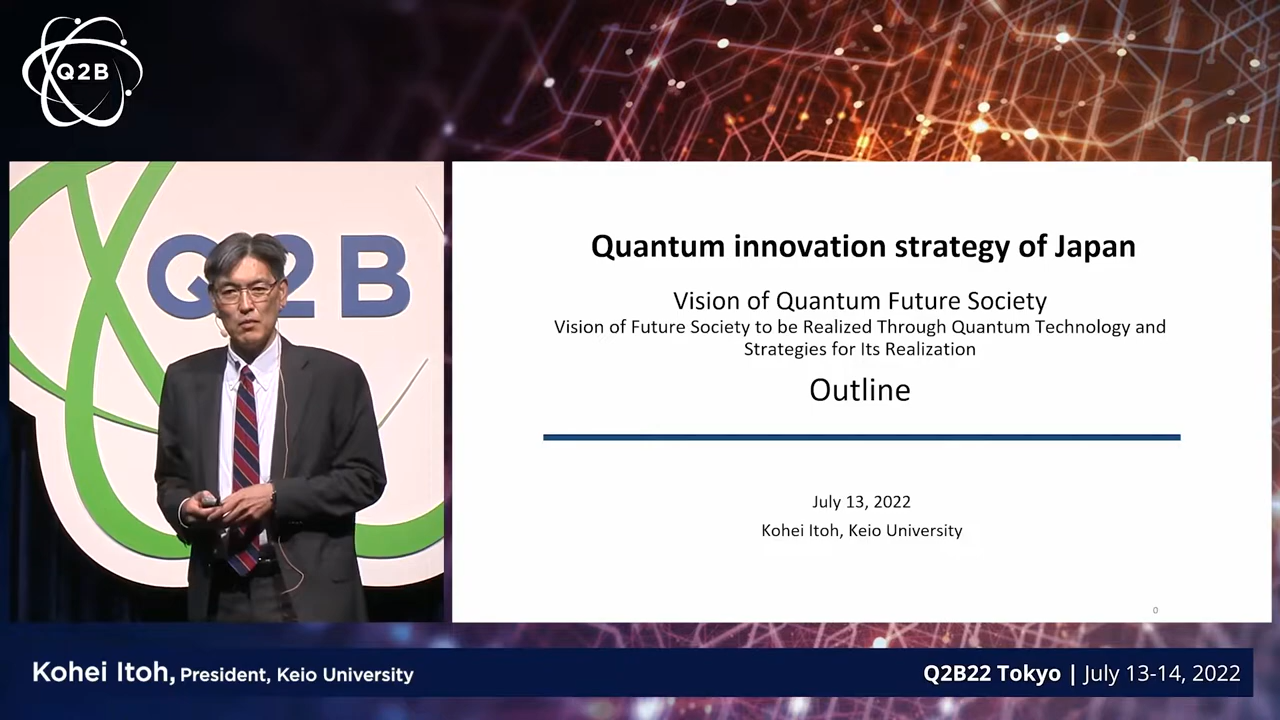 Q2B
Q2B
Quantum innovation strategy of Japan
Vision of Quantum Future Society
Vision of Future Society to be Realized Through Quantum Technology and
Strategies for Its Realization
Outline
July 13, 2022
Kohei Itoh, Keio University
0
Kohei Itoh, President, Keio University
Q2B22 Tokyo | July 13-14, 2022